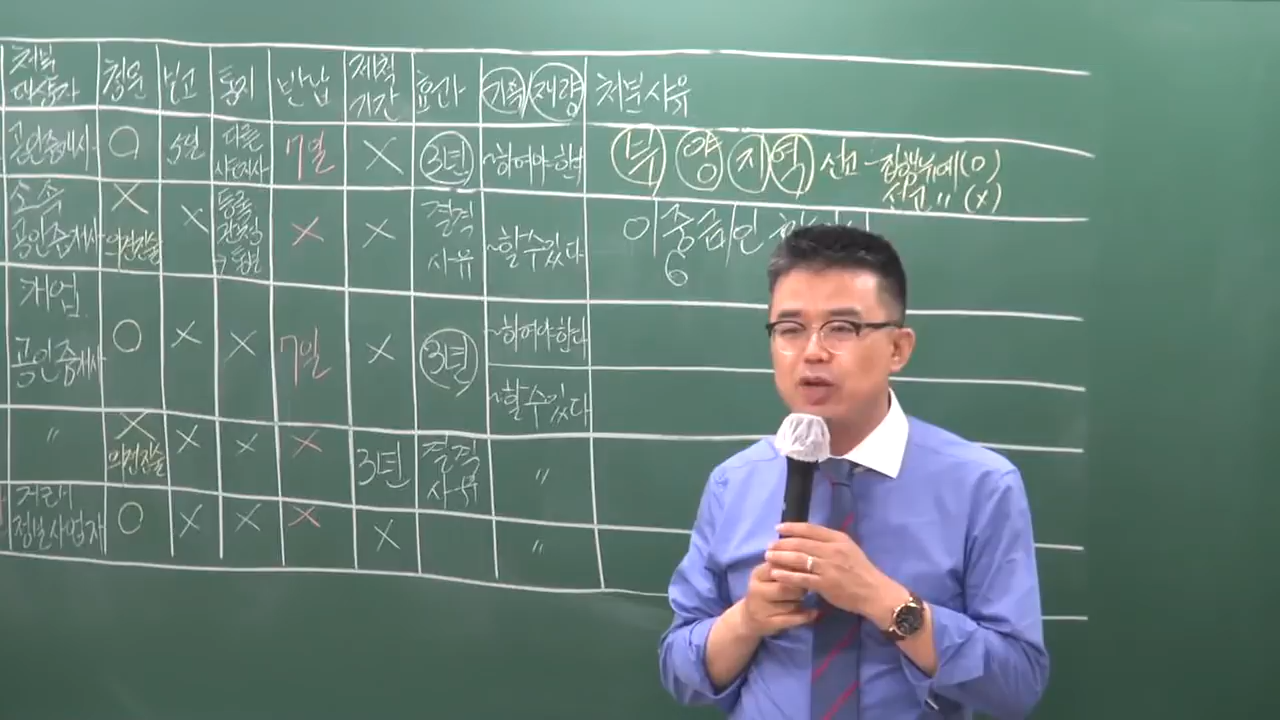 처분
대상자 청문 보고 통지 반납 제척
기간 효과 기속/재량 처분사유
공인중개사 ○ 5일 다른
시·도지사 7일 × 3년 ~하여야 한다 부 양 지 역 선고 - 집행유예(○)
선고 〃 (×)
소속
공인중개사 ×
의견진술 × 등록
관청 × × 결격
사유 ~할 수 있다 이중금인
6
개업
공인중개사 ○ × × 7일 × 3년 ~하여야 한다
~할 수 있다
〃 ×
의견진술 × × × 3년 결격
사유 〃
거래
정보사업자 ○ × × × × 〃